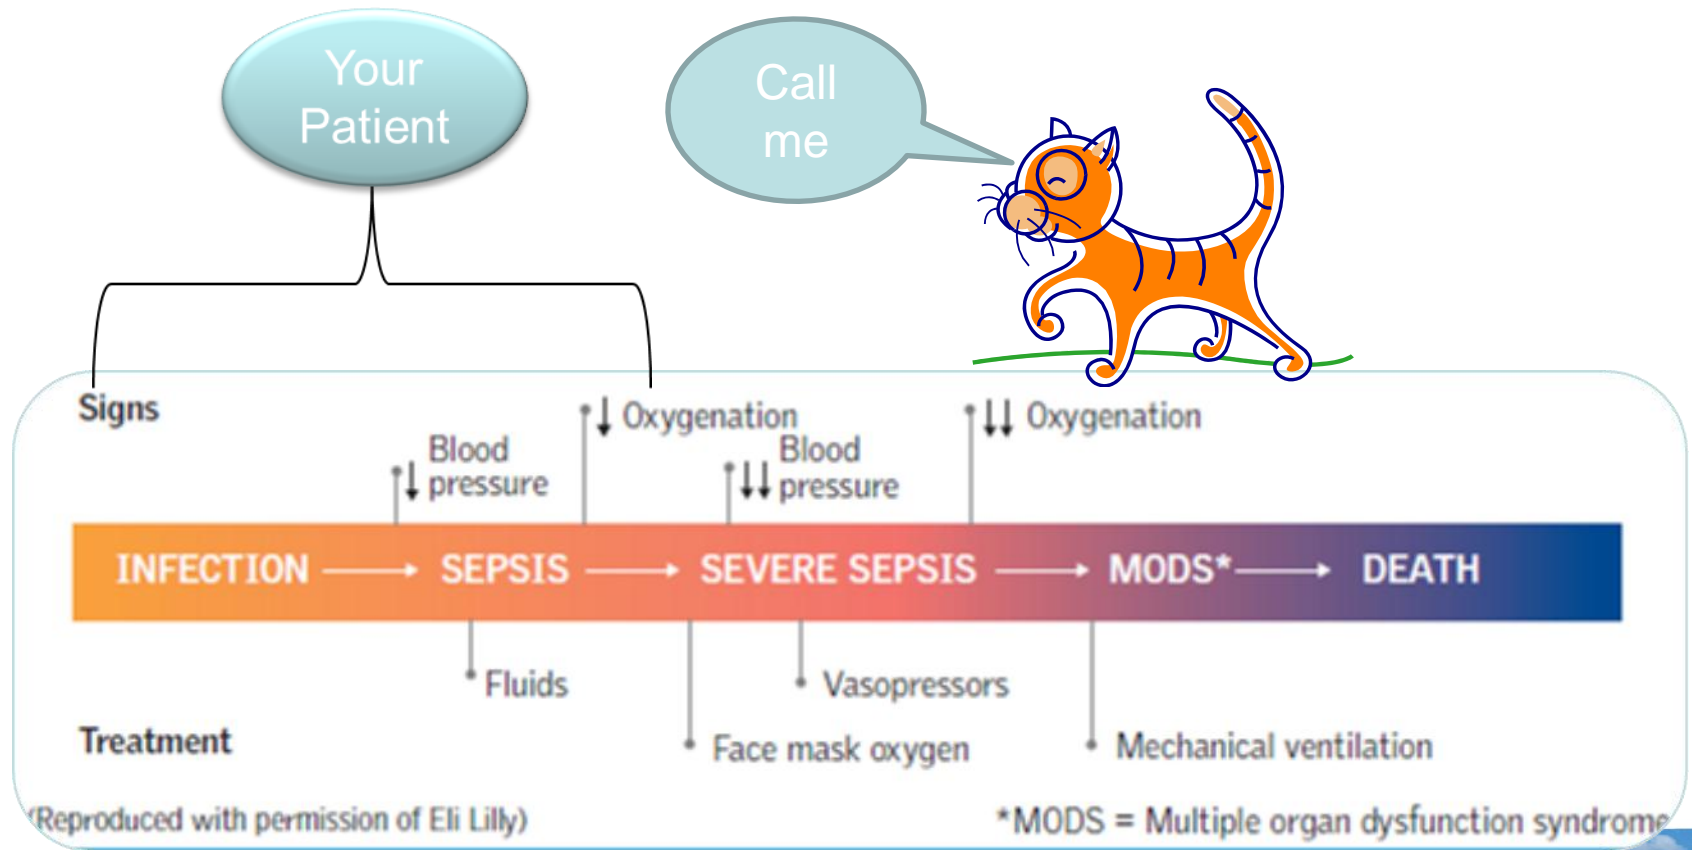 Your
Patient
Call
me
Signs
Oxygenation
Oxygenation
Blood
pressure
Blood
pressure
INFECTION
SEPSIS
SEVERE SEPSIS
MODS*
DEATH
Fluids
Vasopressors
Treatment
Face mask oxygen
Mechanical ventilation
(Reproduced with permission of Eli Lilly)
*MODS = Multiple organ dysfunction syndrome